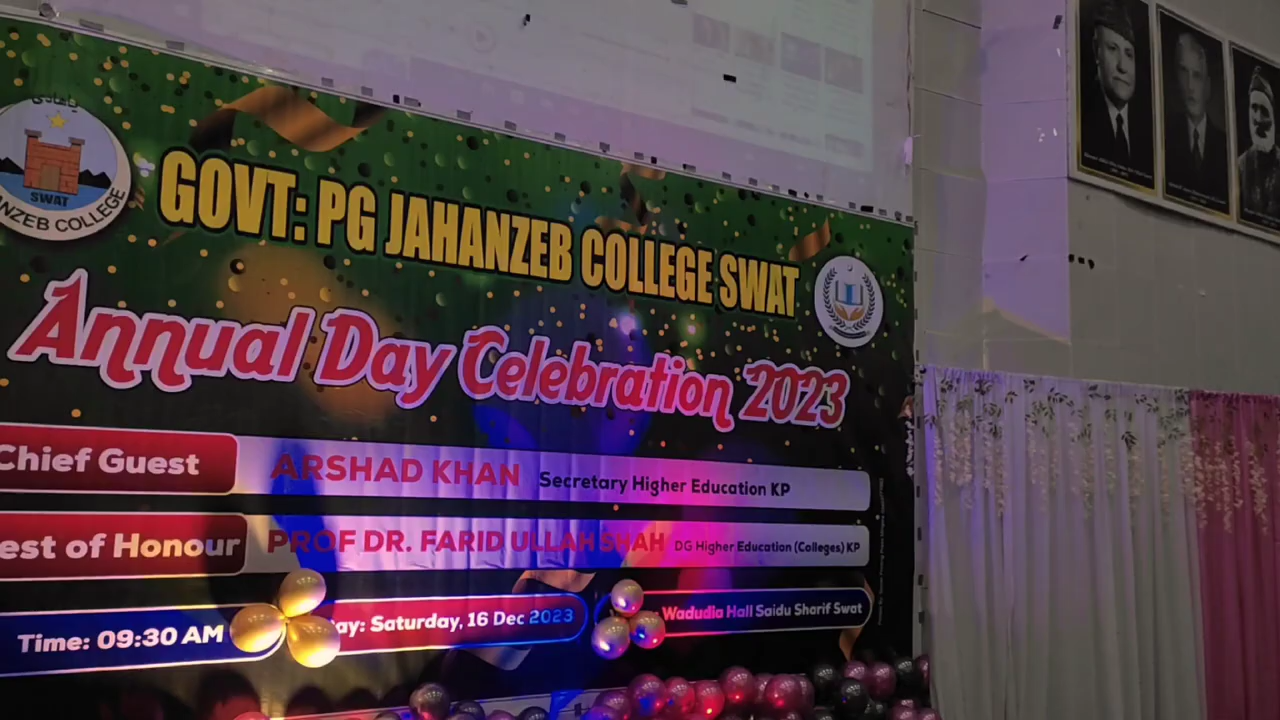 SWAT
ANZEB COLLEGE
GOVT: PG JAHANZEB COLLEGE SWAT
Annual Day Celebration 2023
Chief Guest ARSHAD KHAN Secretary Higher Education KP
est of Honour PROF DR. FARID ULLAH SHAH DG Higher Education (Colleges) KP
Time: 09:30 AM ay: Saturday, 16 Dec 2023 Wadudia Hall Saidu Sharif Swat